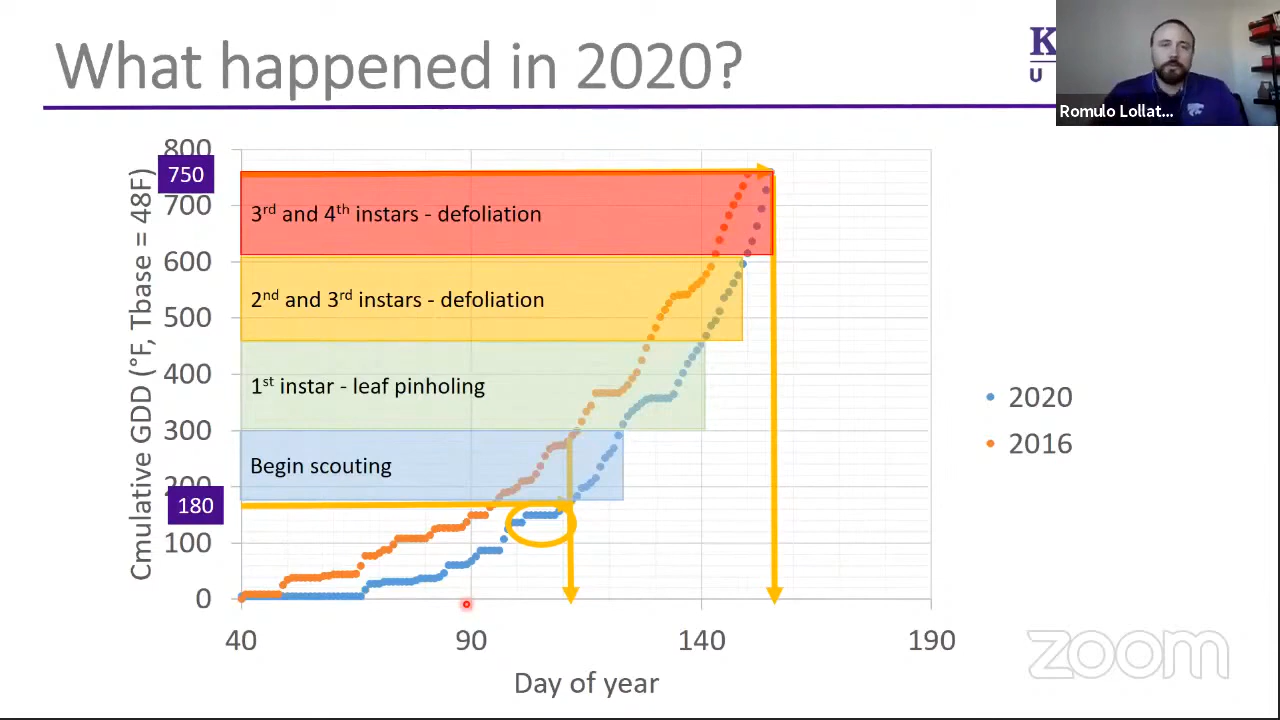 What happened in 2020?
K
U
Romulo Lollat...
800
750
700
600
500
400
300
200
180
100
0
Cmulative GDD (°F, Tbase = 48F)
3rd and 4th instars - defoliation
2nd and 3rd instars - defoliation
1st instar - leaf pinholing
Begin scouting
2020
2016
40 90 140 190
Day of year
zoom